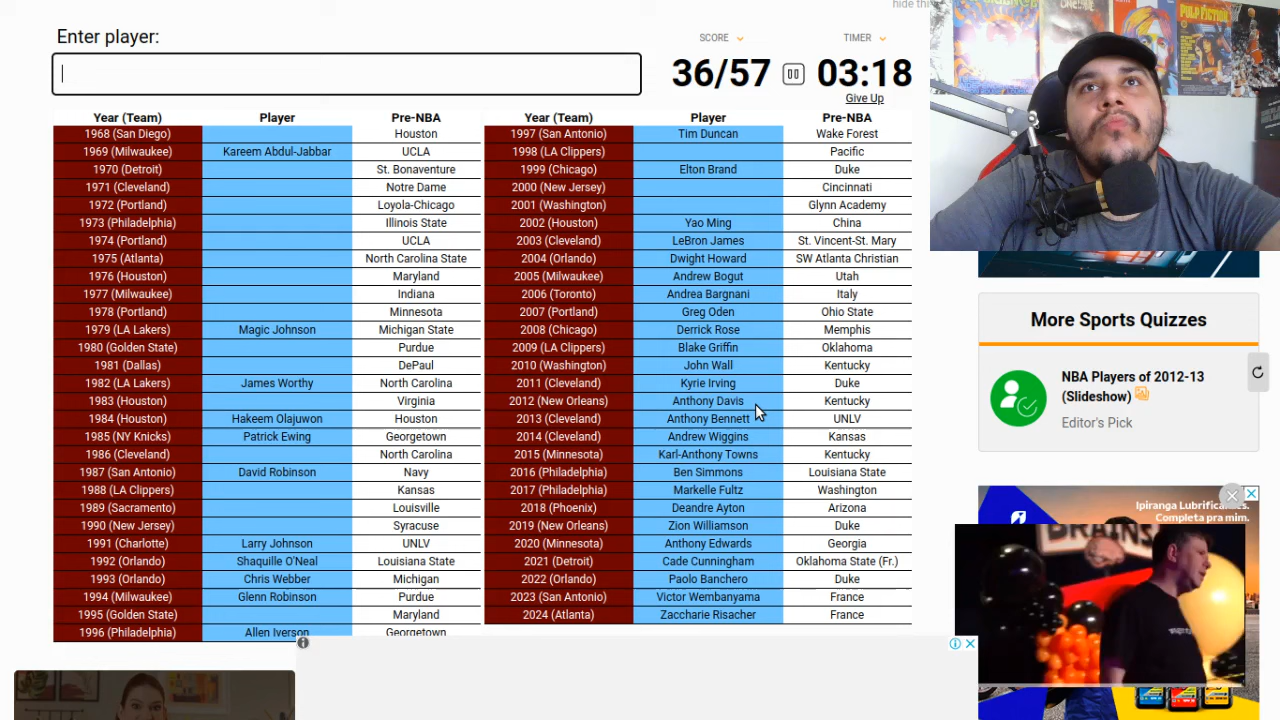 hide thi
Enter player:
SCORE
TIMER
36/57
03:18
Give Up
Year (Team) Player Pre-NBA
1968 (San Diego) Houston
1969 (Milwaukee) Kareem Abdul-Jabbar UCLA
1970 (Detroit) St. Bonaventure
1971 (Cleveland) Notre Dame
1972 (Portland) Loyola-Chicago
1973 (Philadelphia) Illinois State
1974 (Portland) UCLA
1975 (Atlanta) North Carolina State
1976 (Houston) Maryland
1977 (Milwaukee) Indiana
1978 (Portland) Minnesota
1979 (LA Lakers) Magic Johnson Michigan State
1980 (Golden State) Purdue
1981 (Dallas) DePaul
1982 (LA Lakers) James Worthy North Carolina
1983 (Houston) Virginia
1984 (Houston) Hakeem Olajuwon Houston
1985 (NY Knicks) Patrick Ewing Georgetown
1986 (Cleveland) North Carolina
1987 (San Antonio) David Robinson Navy
1988 (LA Clippers) Kansas
1989 (Sacramento) Louisville
1990 (New Jersey) Syracuse
1991 (Charlotte) Larry Johnson UNLV
1992 (Orlando) Shaquille O'Neal Louisiana State
1993 (Orlando) Chris Webber Michigan
1994 (Milwaukee) Glenn Robinson Purdue
1995 (Golden State) Maryland
1996 (Philadelphia) Allen Iverson Georgetown
Year (Team) Player Pre-NBA
1997 (San Antonio) Tim Duncan Wake Forest
1998 (LA Clippers) Pacific
1999 (Chicago) Elton Brand Duke
2000 (New Jersey) Cincinnati
2001 (Washington) Glynn Academy
2002 (Houston) Yao Ming China
2003 (Cleveland) LeBron James St. Vincent-St. Mary
2004 (Orlando) Dwight Howard SW Atlanta Christian
2005 (Milwaukee) Andrew Bogut Utah
2006 (Toronto) Andrea Bargnani Italy
2007 (Portland) Greg Oden Ohio State
2008 (Chicago) Derrick Rose Memphis
2009 (LA Clippers) Blake Griffin Oklahoma
2010 (Washington) John Wall Kentucky
2011 (Cleveland) Kyrie Irving Duke
2012 (New Orleans) Anthony Davis Kentucky
2013 (Cleveland) Anthony Bennett UNLV
2014 (Cleveland) Andrew Wiggins Kansas
2015 (Minnesota) Karl-Anthony Towns Kentucky
2016 (Philadelphia) Ben Simmons Louisiana State
2017 (Philadelphia) Markelle Fultz Washington
2018 (Phoenix) Deandre Ayton Arizona
2019 (New Orleans) Zion Williamson Duke
2020 (Minnesota) Anthony Edwards Georgia
2021 (Detroit) Cade Cunningham Oklahoma State (Fr.)
2022 (Orlando) Paolo Banchero Duke
2023 (San Antonio) Victor Wembanyama France
2024 (Atlanta) Zaccharie Risacher France
PULP FICTION
More Sports Quizzes
NBA Players of 2012-13
(Slideshow)
Editor's Pick
Ipiranga Lubrificantes.
Completa pra mim.
BRAINS